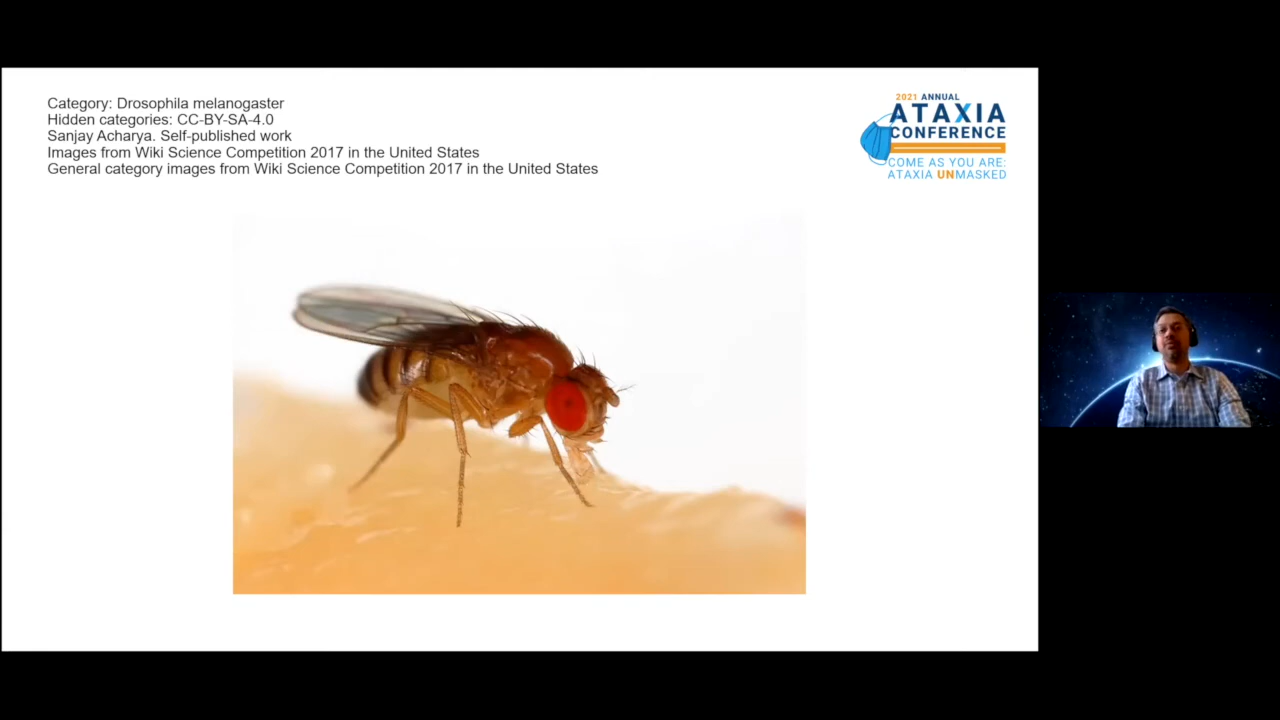 Category: Drosophila melanogaster
Hidden categories: CC-BY-SA-4.0
Sanjay Acharya. Self-published work
Images from Wiki Science Competition 2017 in the United States
General category images from Wiki Science Competition 2017 in the United States
2021 ANNUAL
ATAXIA
CONFERENCE
COME AS YOU ARE:
ATAXIA UNMASKED